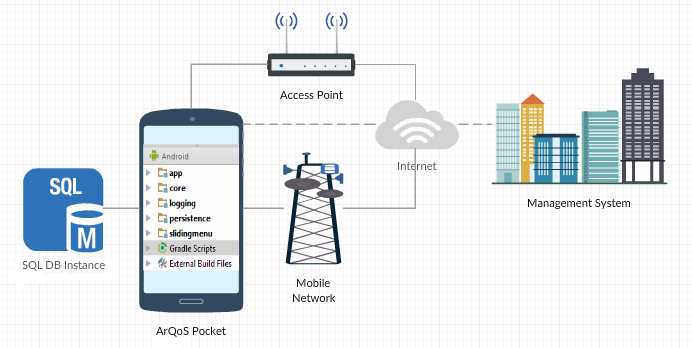 Access Point
Android
app
core
logging
persistence
slidingmenu
Gradle Scripts
External Build Files
SQL
M
SQL DB Instance
Internet
Management System
Mobile
Network
ArQoS Pocket